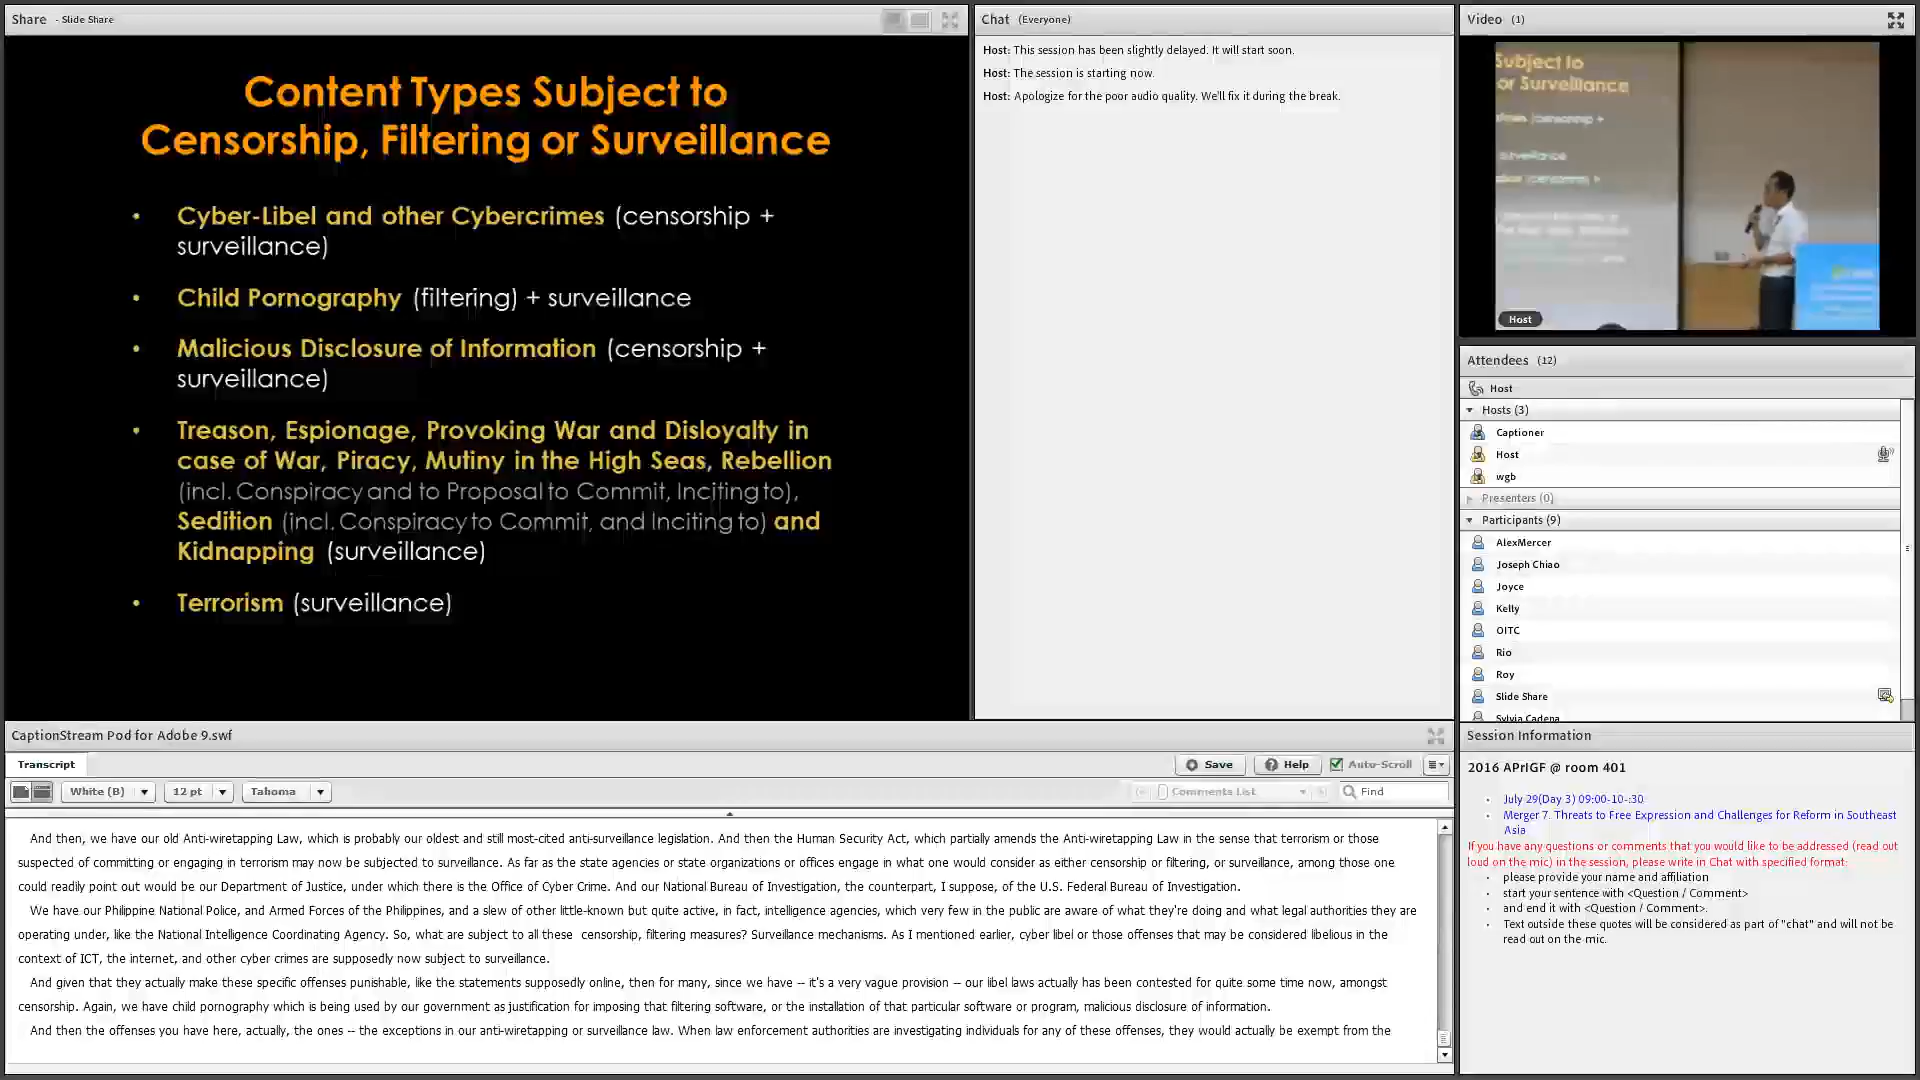 Share - Slide Share
Content Types Subject to
Censorship, Filtering or Surveillance
• Cyber-Libel and other Cybercrimes (censorship +
surveillance)
• Child Pornography (filtering) + surveillance
• Malicious Disclosure of Information (censorship +
surveillance)
• Treason, Espionage, Provoking War and Disloyalty in
case of War, Piracy, Mutiny in the High Seas, Rebellion
(incl. Conspiracy and to Proposal to Commit, Inciting to),
Sedition (incl. Conspiracy to Commit, and Inciting to) and
Kidnapping (surveillance)
• Terrorism (surveillance)
Chat (Everyone)
Host: This session has been slightly delayed. It will start soon.
Host: The session is starting now.
Host: Apologize for the poor audio quality. We'll fix it during the break.
Video (1)
Subject to
or Surveillance
Host
Attendees (12)
Host
Hosts (3)
Captioner
Host
wgb
Presenters (0)
Participants (9)
AlexMercer
Joseph Chiao
Joyce
Kelly
OITC
Rio
Roy
Slide Share
Sylvia Cadena
CaptionStream Pod for Adobe 9.swf
Transcript
Save Help Auto-Scroll
White (B) 12 pt Tahoma Comments List Find
And then, we have our old Anti-wiretapping Law, which is probably our oldest and still most-cited anti-surveillance legislation. And then the Human Security Act, which partially amends the Anti-wiretapping Law in the sense that terrorism or those
suspected of committing or engaging in terrorism may now be subjected to surveillance. As far as the state agencies or state organizations or offices engage in what one would consider as either censorship or filtering, or surveillance, among those one
could readily point out would be our Department of Justice, under which there is the Office of Cyber Crime. And our National Bureau of Investigation, the counterpart, I suppose, of the U.S. Federal Bureau of Investigation.
We have our Philippine National Police, and Armed Forces of the Philippines, and a slew of other little-known but quite active, in fact, intelligence agencies, which very few in the public are aware of what they're doing and what legal authorities they are
operating under, like the National Intelligence Coordinating Agency. So, what are subject to all these censorship, filtering measures? Surveillance mechanisms. As I mentioned earlier, cyber libel or those offenses that may be considered libelious in the
context of ICT, the internet, and other cyber crimes are supposedly now subject to surveillance.
And given that they actually make these specific offenses punishable, like the statements supposedly online, then for many, since we have -- it's a very vague provision -- our libel laws actually has been contested for quite some time now, amongst
censorship. Again, we have child pornography which is being used by our government as justification for imposing that filtering software, or the installation of that particular software or program, malicious disclosure of information.
And then the offenses you have here, actually, the ones -- the exceptions in our anti-wiretapping or surveillance law. When law enforcement authorities are investigating individuals for any of these offenses, they would actually be exempt from the
Session Information
2016 APrIGF @ room 401
• July 29(Day 3) 09:00-10-:30
• Merger 7. Threats to Free Expression and Challenges for Reform in Southeast
Asia
If you have any questions or comments that you would like to be addressed (read out
loud on the mic) in the session, please write in Chat with specified format:
• please provide your name and affiliation
• start your sentence with <Question / Comment>
• and end it with <Question / Comment>.
• Text outside these quotes will be considered as part of "chat" and will not be
read out on the mic.